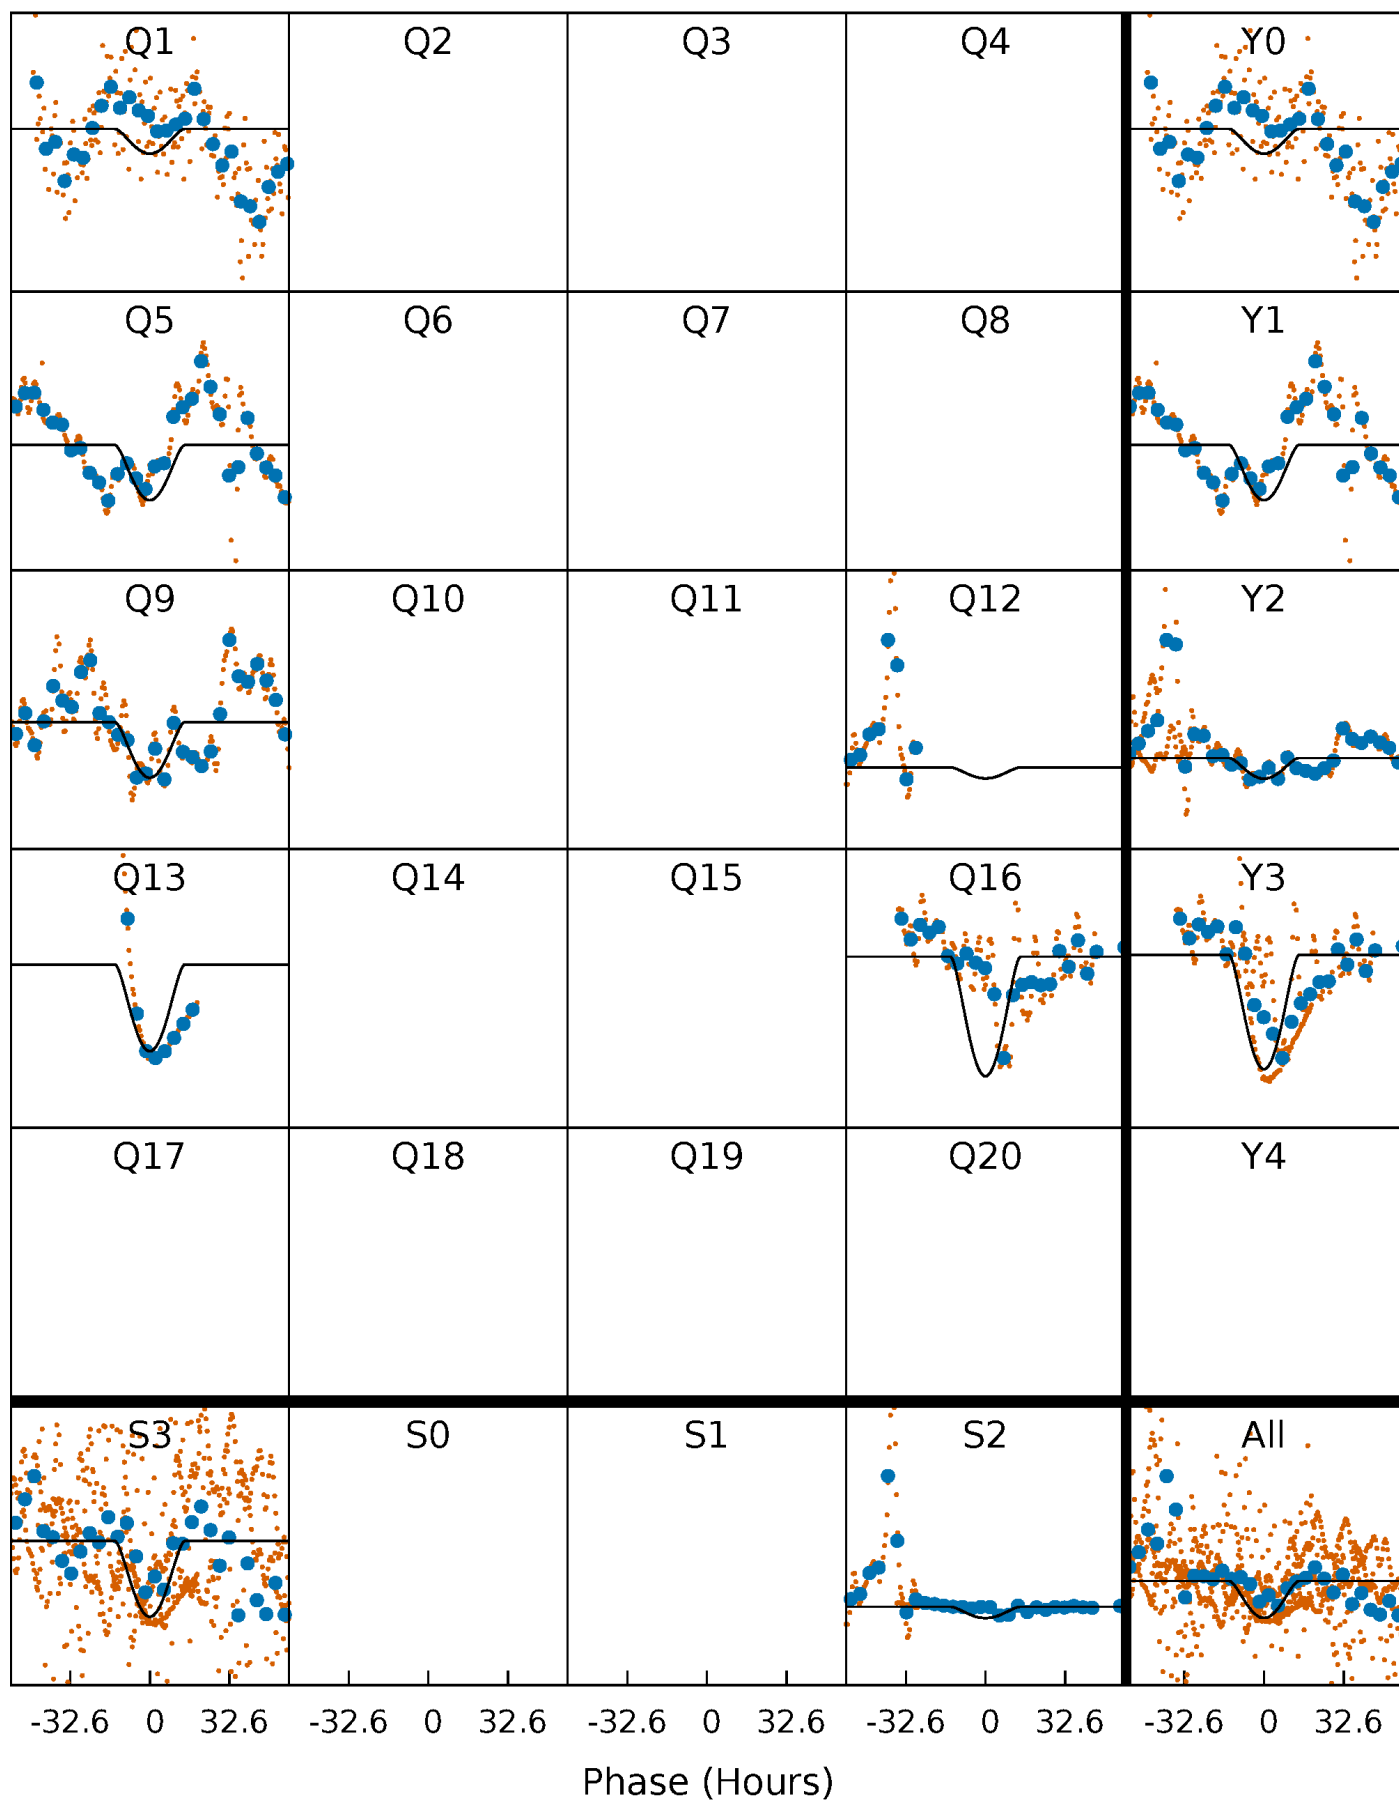 Q1 Q2 Q3 Q4 Y0
Q5 Q6 Q7 Q8 Y1
Q9 Q10 Q11 Q12 Y2
Q13 Q14 Q15 Q16 Y3
Q17 Q18 Q19 Q20 Y4
S3 S0 S1 S2 All
-32.6 0 32.6 -32.6 0 32.6 -32.6 0 32.6 -32.6 0 32.6 -32.6 0 32.6
Phase (Hours)